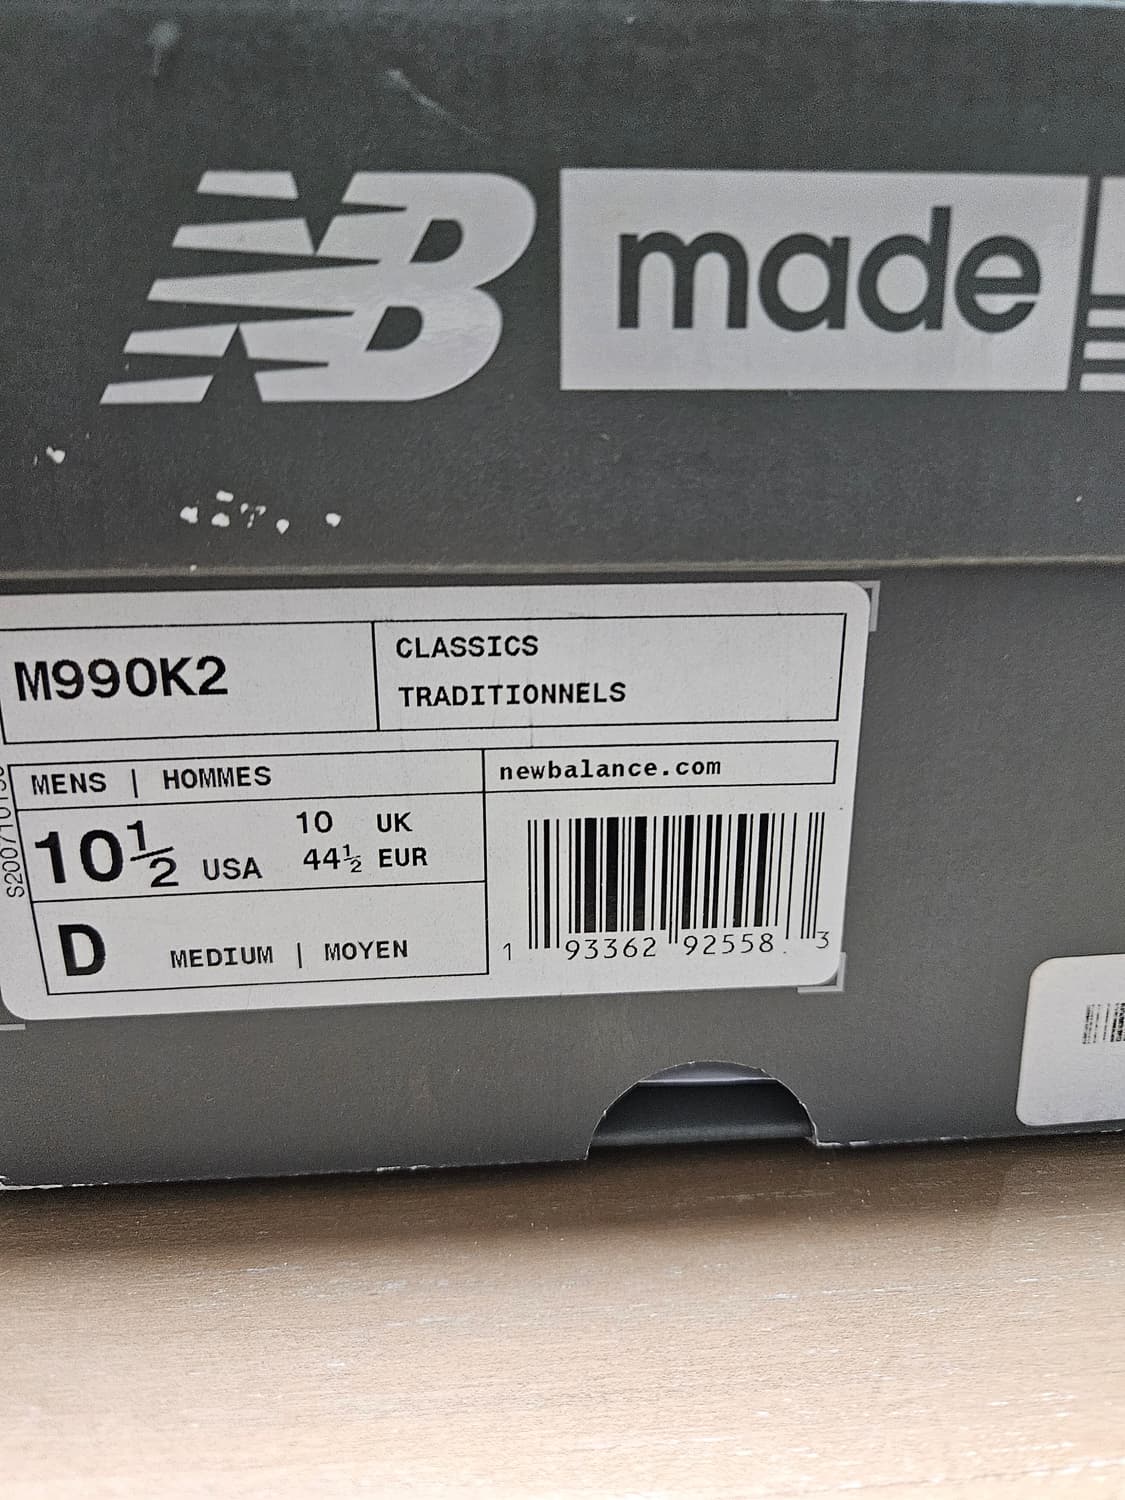 NB made
M990K2
CLASSICS
TRADITIONNELS
MENS | HOMMES
newbalance.com
10½ USA
10 UK
44½ EUR
D MEDIUM | MOYEN
1 93362 92558 3